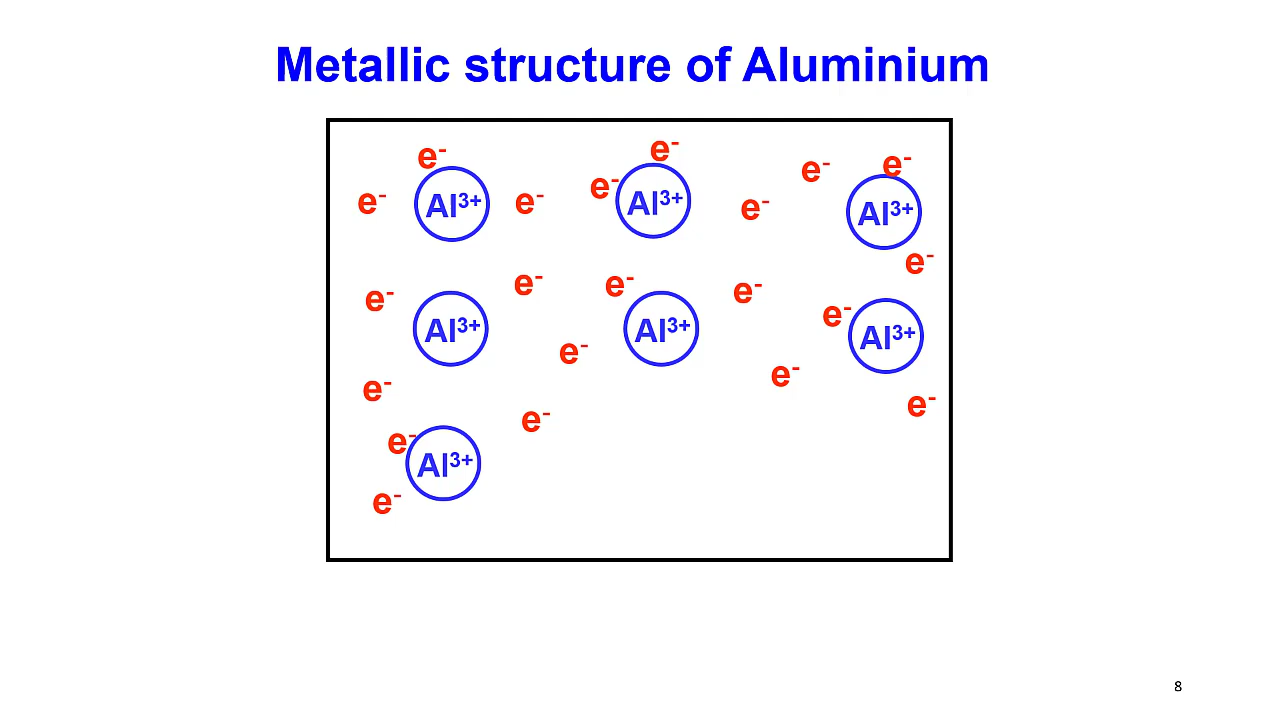 Metallic structure of Aluminium
e- e- e- e-
e- Al3+ e- e- Al3+ e- Al3+
e-
e- e- e- e-
Al3+ Al3+ e- Al3+
e- e-
e- e-
e- e-
Al3+
e-
8